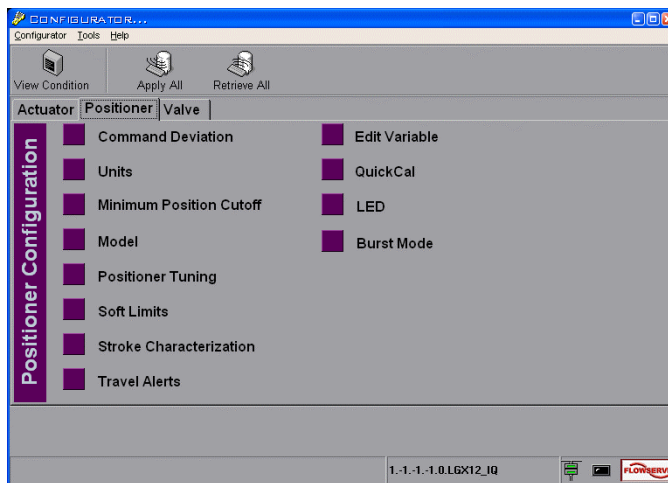 CONFIGURATOR...
Configurator Tools Help
View Condition Apply All Retrieve All
Actuator Positioner Valve
Positioner Configuration
Command Deviation
Units
Minimum Position Cutoff
Model
Positioner Tuning
Soft Limits
Stroke Characterization
Travel Alerts
Edit Variable
QuickCal
LED
Burst Mode
1.-1.-1.-1.0.LGX12_IQ
FLOWSERV